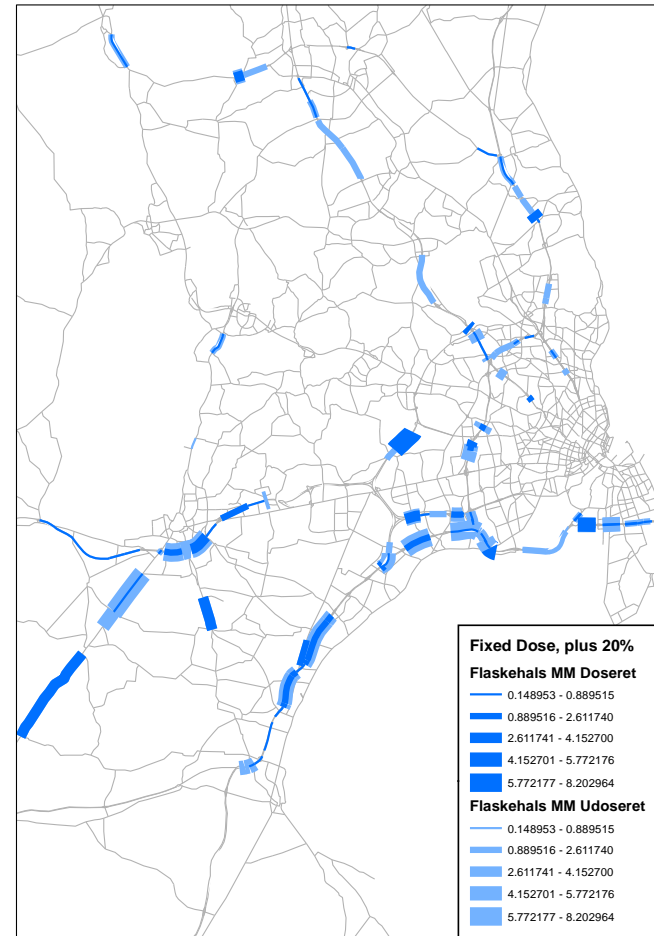 Fixed Dose, plus 20%
Flaskehals MM Doseret
0.148953 - 0.889515
0.889516 - 2.611740
2.611741 - 4.152700
4.152701 - 5.772176
5.772177 - 8.202964
Flaskehals MM Udoseret
0.148953 - 0.889515
0.889516 - 2.611740
2.611741 - 4.152700
4.152701 - 5.772176
5.772177 - 8.202964